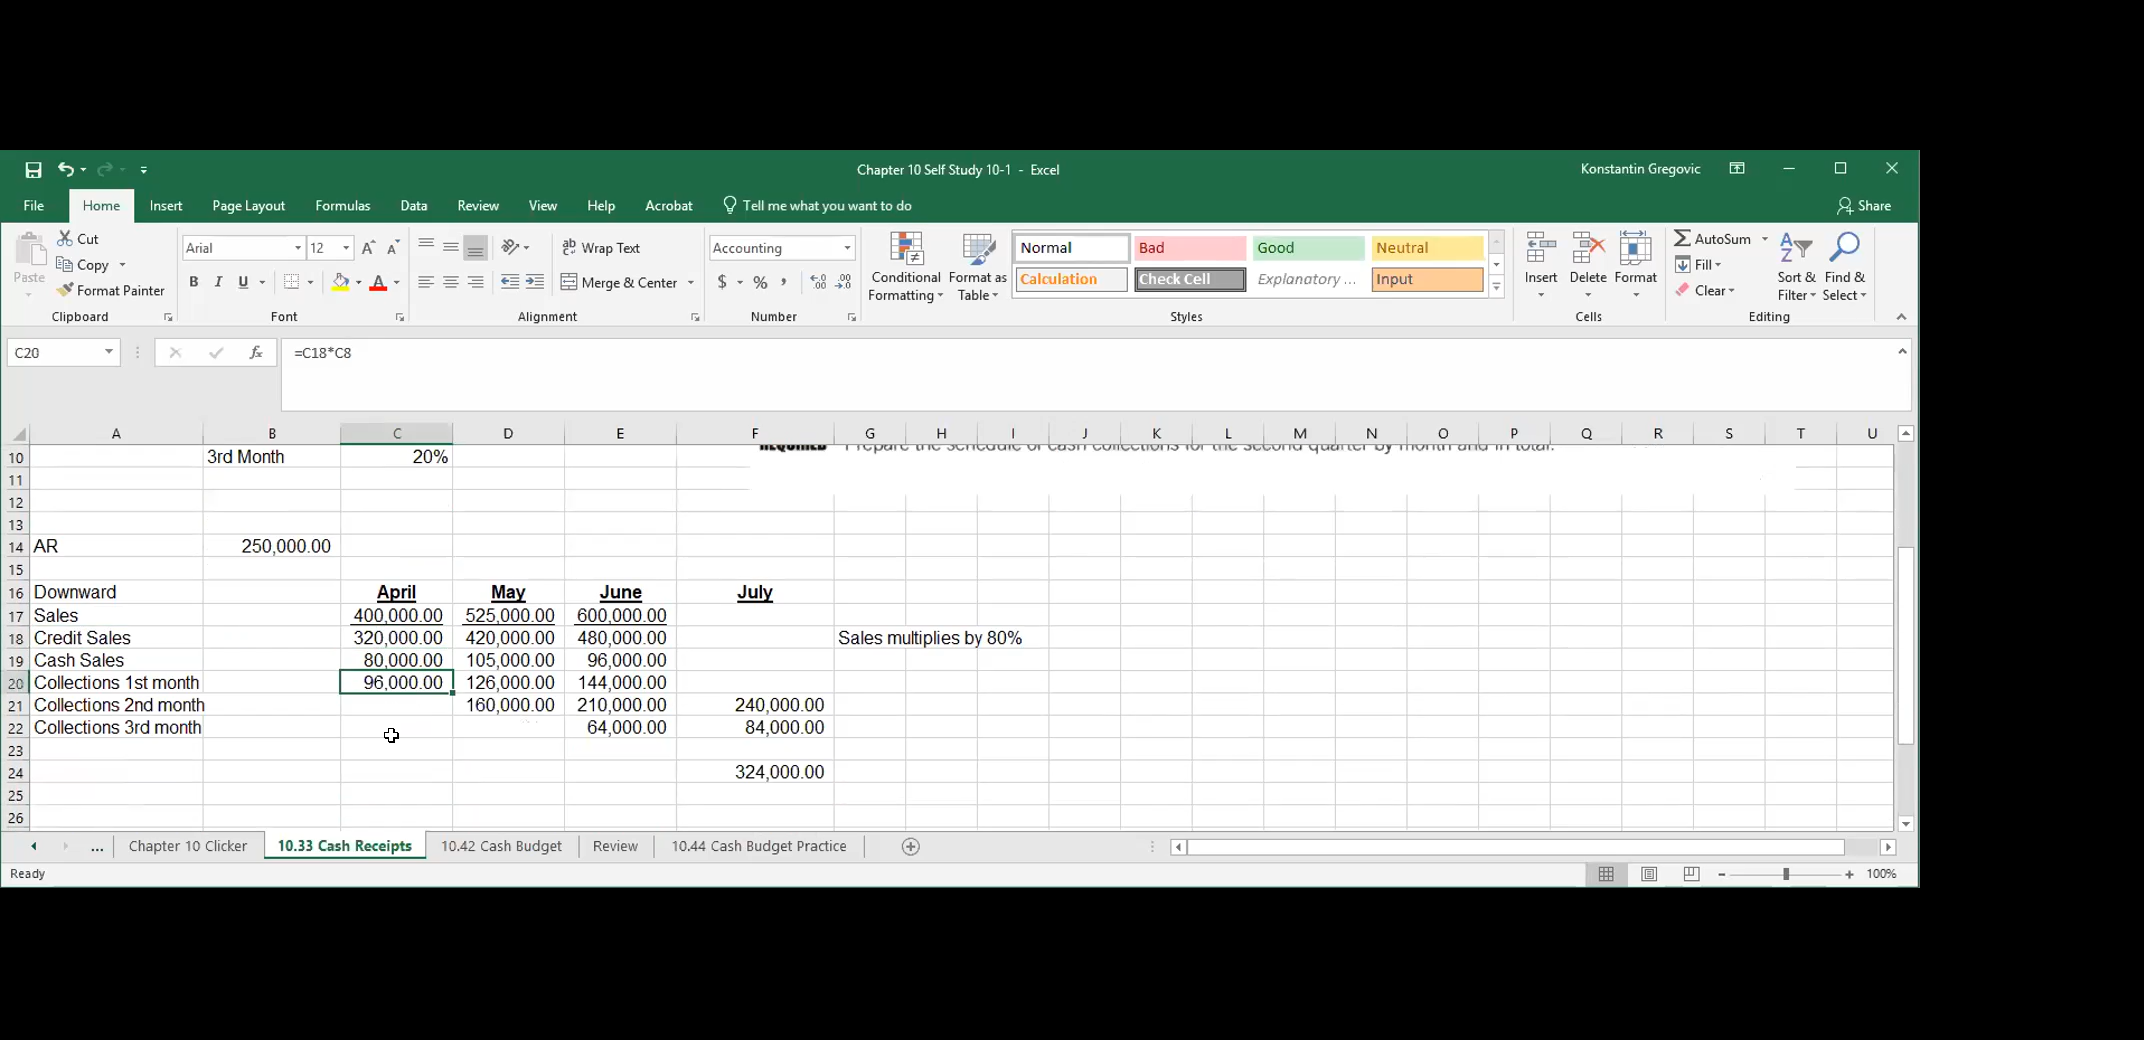 Chapter 10 Self Study 10-1 - Excel
Konstantin Gregovic
File Home Insert Page Layout Formulas Data Review View Help Acrobat Tell me what you want to do Share
Paste
Cut
Copy
Format Painter
Clipboard
Arial 12
B I U
Font
Wrap Text
Merge & Center
Alignment
Accounting
$ % ,
Number
Conditional Formatting
Format as Table
Normal Bad Good Neutral
Calculation Check Cell Explanatory ... Input
Styles
Insert Delete Format
Cells
AutoSum
Fill
Clear
Sort & Filter
Find & Select
Editing
C20 fx =C18*C8
A B C D E F G H I J K L M N O P Q R S T U
REQUIRED Prepare the schedule of cash collections for the second quarter by month and in total.
10 3rd Month 20%
11
12
13
14 AR 250,000.00
15
16 Downward April May June July
17 Sales 400,000.00 525,000.00 600,000.00
18 Credit Sales 320,000.00 420,000.00 480,000.00 Sales multiplies by 80%
19 Cash Sales 80,000.00 105,000.00 96,000.00
20 Collections 1st month 96,000.00 126,000.00 144,000.00
21 Collections 2nd month 160,000.00 210,000.00 240,000.00
22 Collections 3rd month 64,000.00 84,000.00
23
24 324,000.00
25
26
... Chapter 10 Clicker 10.33 Cash Receipts 10.42 Cash Budget Review 10.44 Cash Budget Practice
Ready 100%